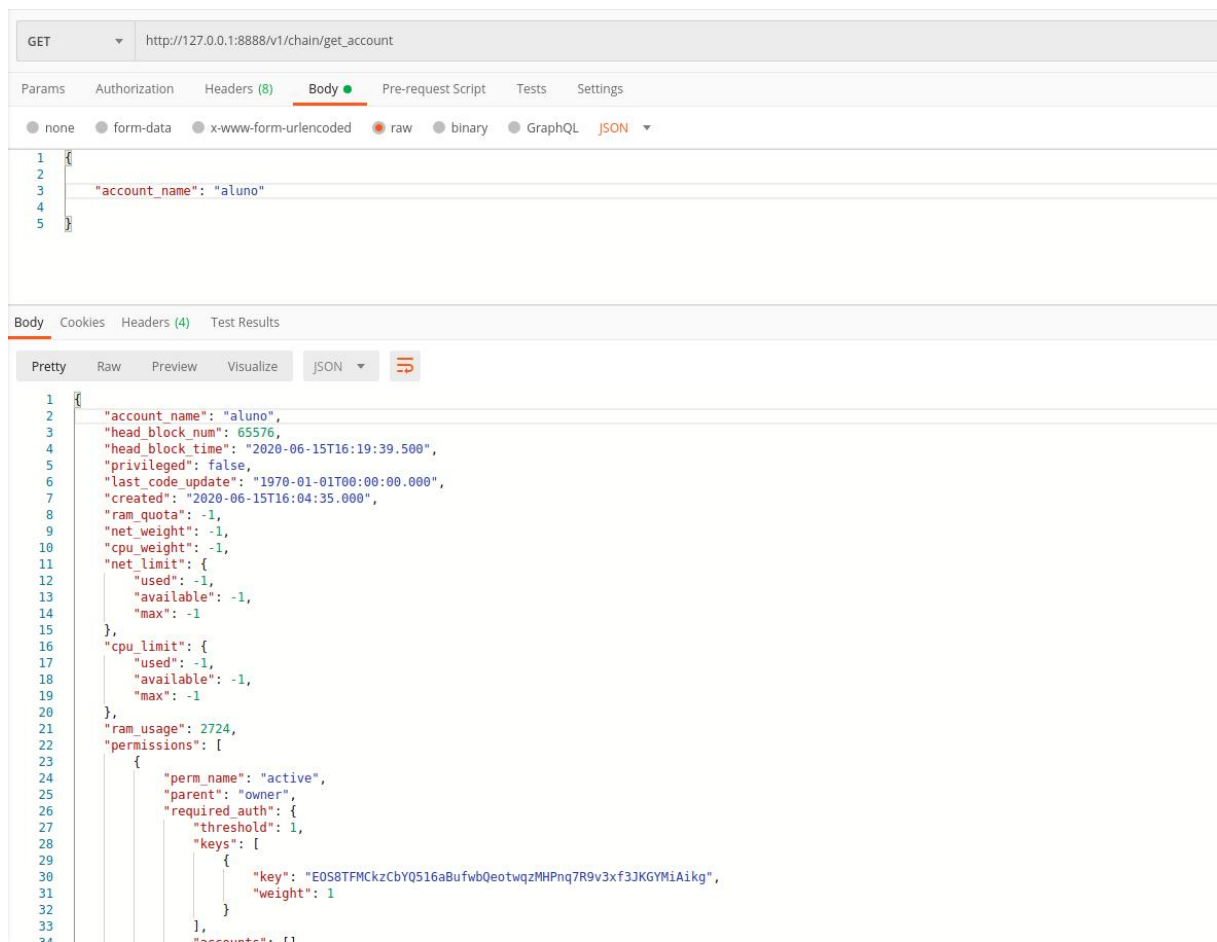 GET http://127.0.0.1:8888/v1/chain/get_account
Params Authorization Headers (8) Body Pre-request Script Tests Settings
none form-data x-www-form-urlencoded raw binary GraphQL JSON
1 {
2
3 "account_name": "aluno"
4
5 }
Body Cookies Headers (4) Test Results
Pretty Raw Preview Visualize JSON
1 {
2 "account_name": "aluno",
3 "head_block_num": 65576,
4 "head_block_time": "2020-06-15T16:19:39.500",
5 "privileged": false,
6 "last_code_update": "1970-01-01T00:00:00.000",
7 "created": "2020-06-15T16:04:35.000",
8 "ram_quota": -1,
9 "net_weight": -1,
10 "cpu_weight": -1,
11 "net_limit": {
12 "used": -1,
13 "available": -1,
14 "max": -1
15 },
16 "cpu_limit": {
17 "used": -1,
18 "available": -1,
19 "max": -1
20 },
21 "ram_usage": 2724,
22 "permissions": [
23 {
24 "perm_name": "active",
25 "parent": "owner",
26 "required_auth": {
27 "threshold": 1,
28 "keys": [
29 {
30 "key": "EOS8TFMCkzCbYQ516aBufwbQeotwqzMHPnq7R9v3xf3JKGYMiAikg",
31 "weight": 1
32 }
33 ],
34 "accounts": []